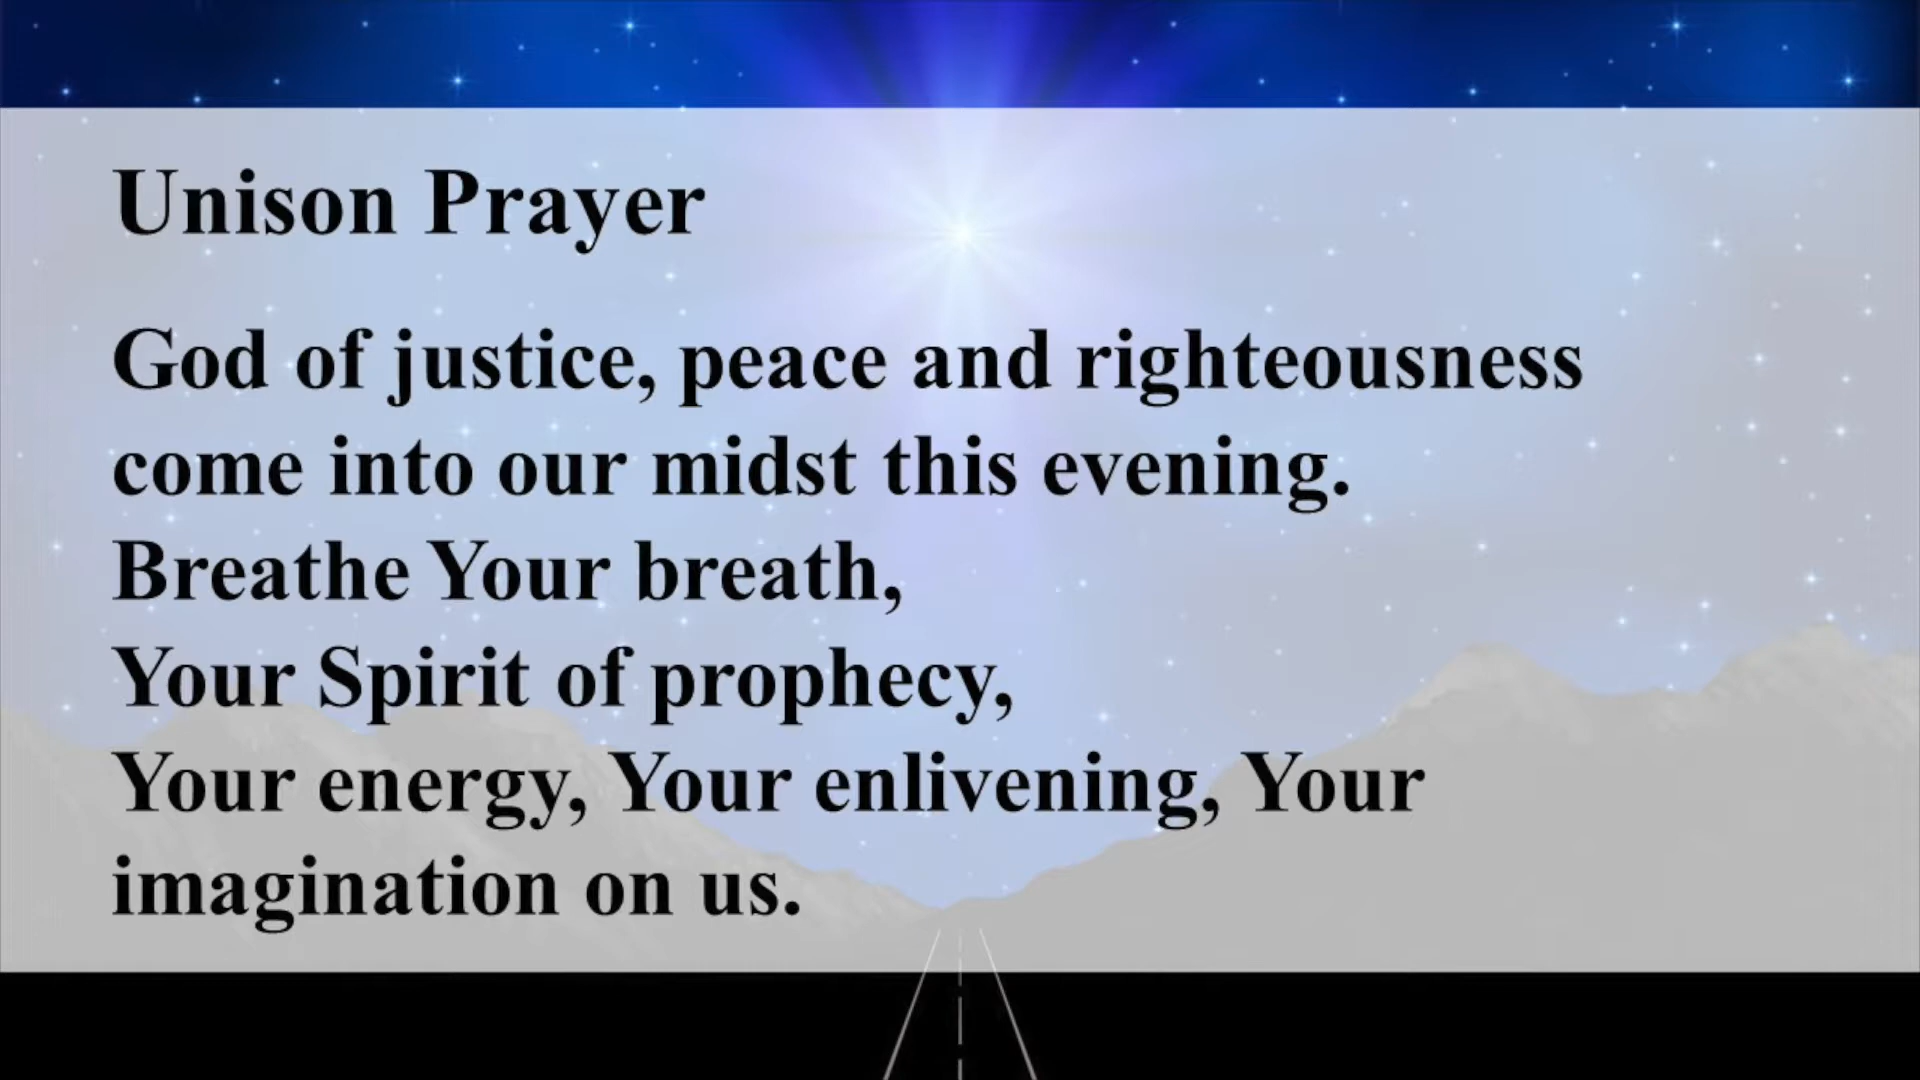 Unison Prayer
God of justice, peace and righteousness
come into our midst this evening.
Breathe Your breath,
Your Spirit of prophecy,
Your energy, Your enlivening, Your
imagination on us.